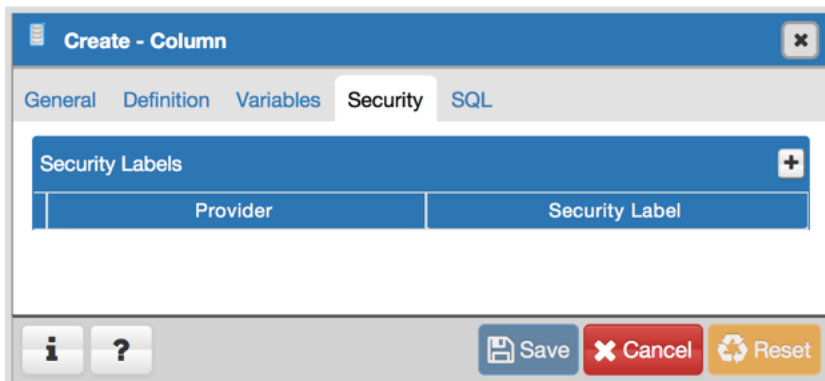 Create - Column
General Definition Variables Security SQL
Security Labels
Provider Security Label
i ? Save Cancel Reset